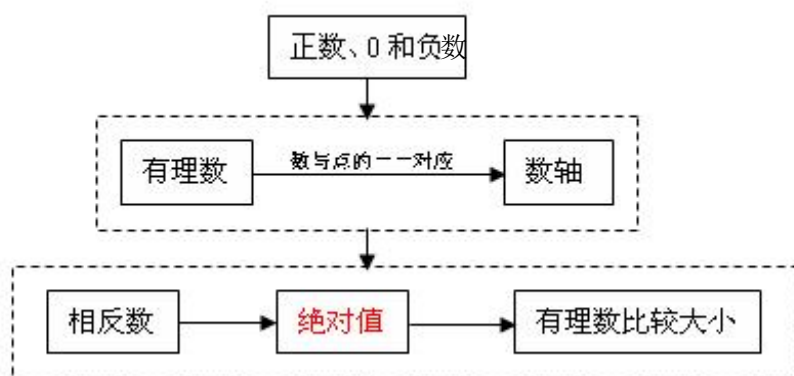 正数、0 和负数
有理数
数与点的一一对应
数轴
相反数
绝对值
有理数比较大小